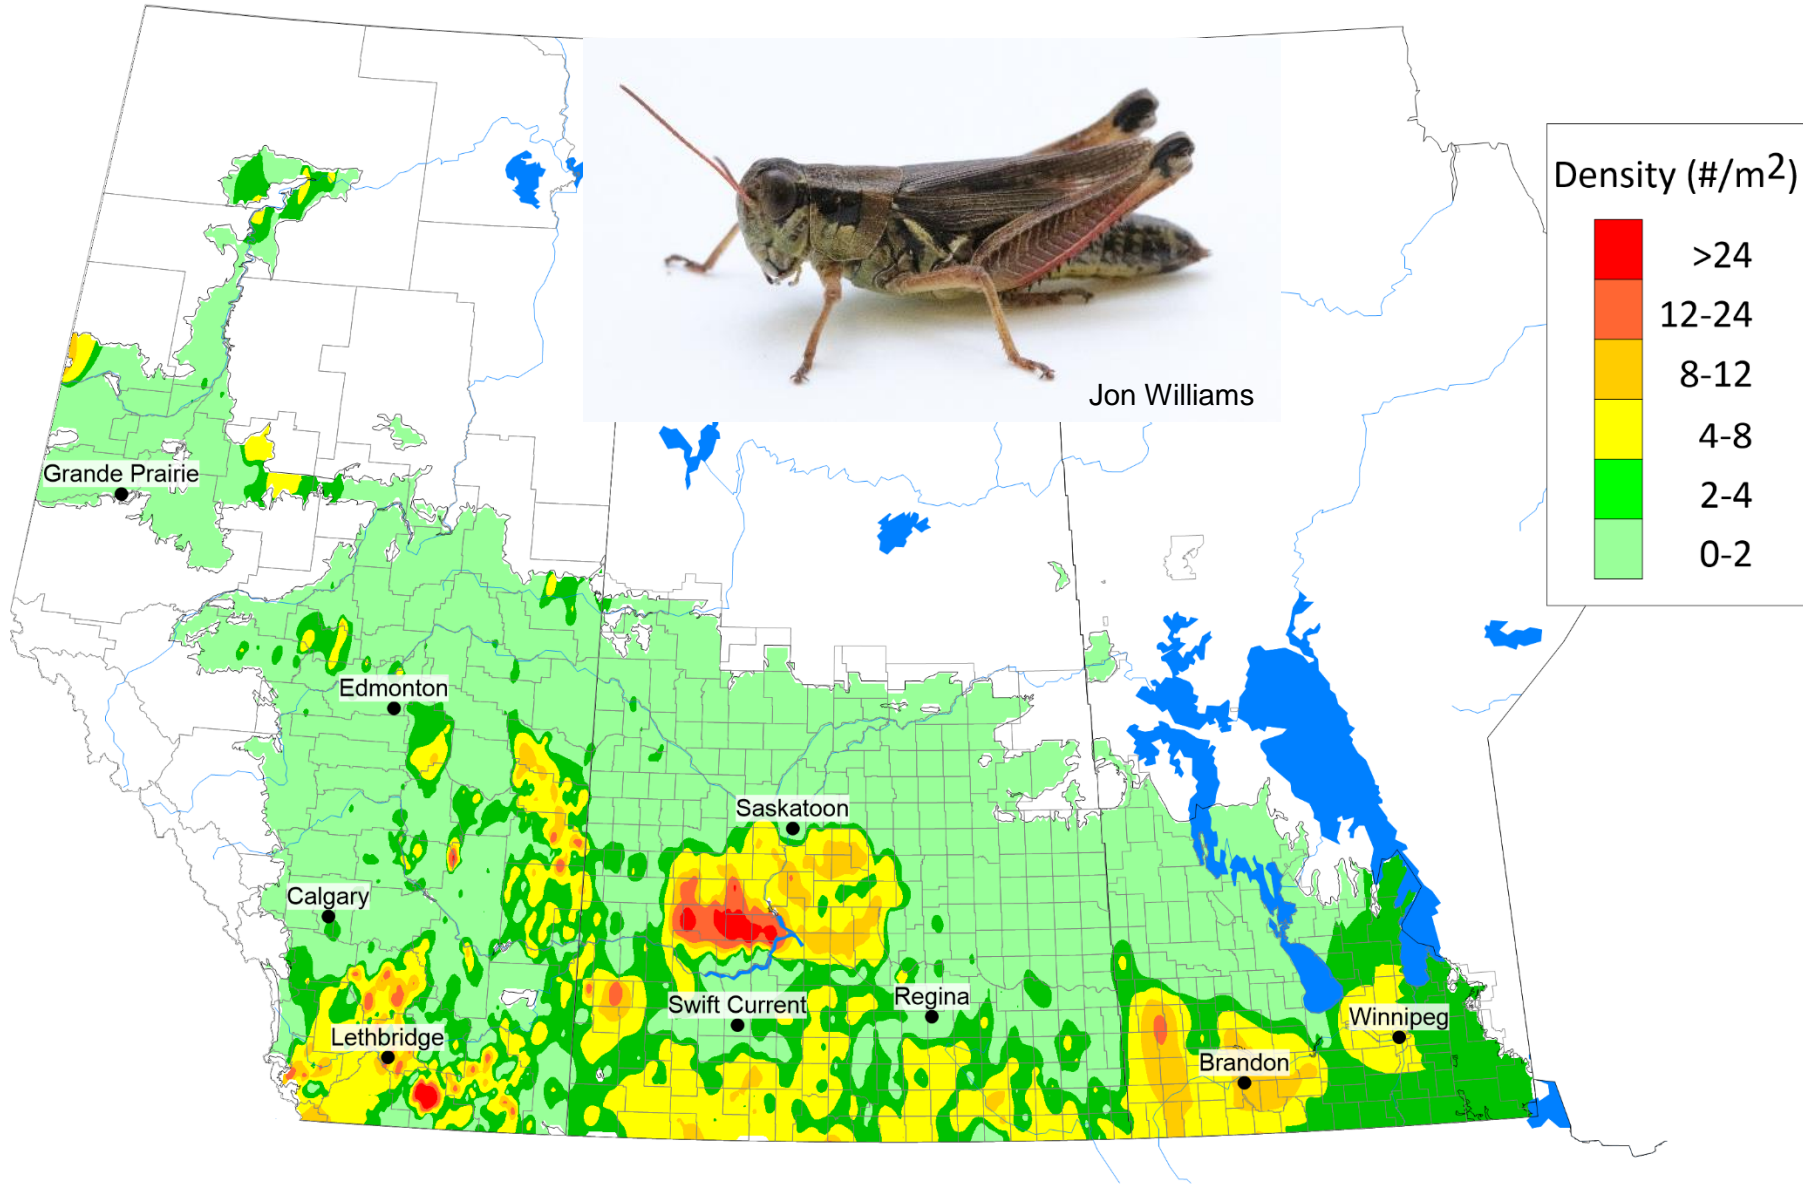 Jon Williams
Density (#/m2)
>24
12-24
8-12
4-8
2-4
0-2
Grande Prairie
Edmonton
Saskatoon
Calgary
Swift Current
Regina
Lethbridge
Winnipeg
Brandon